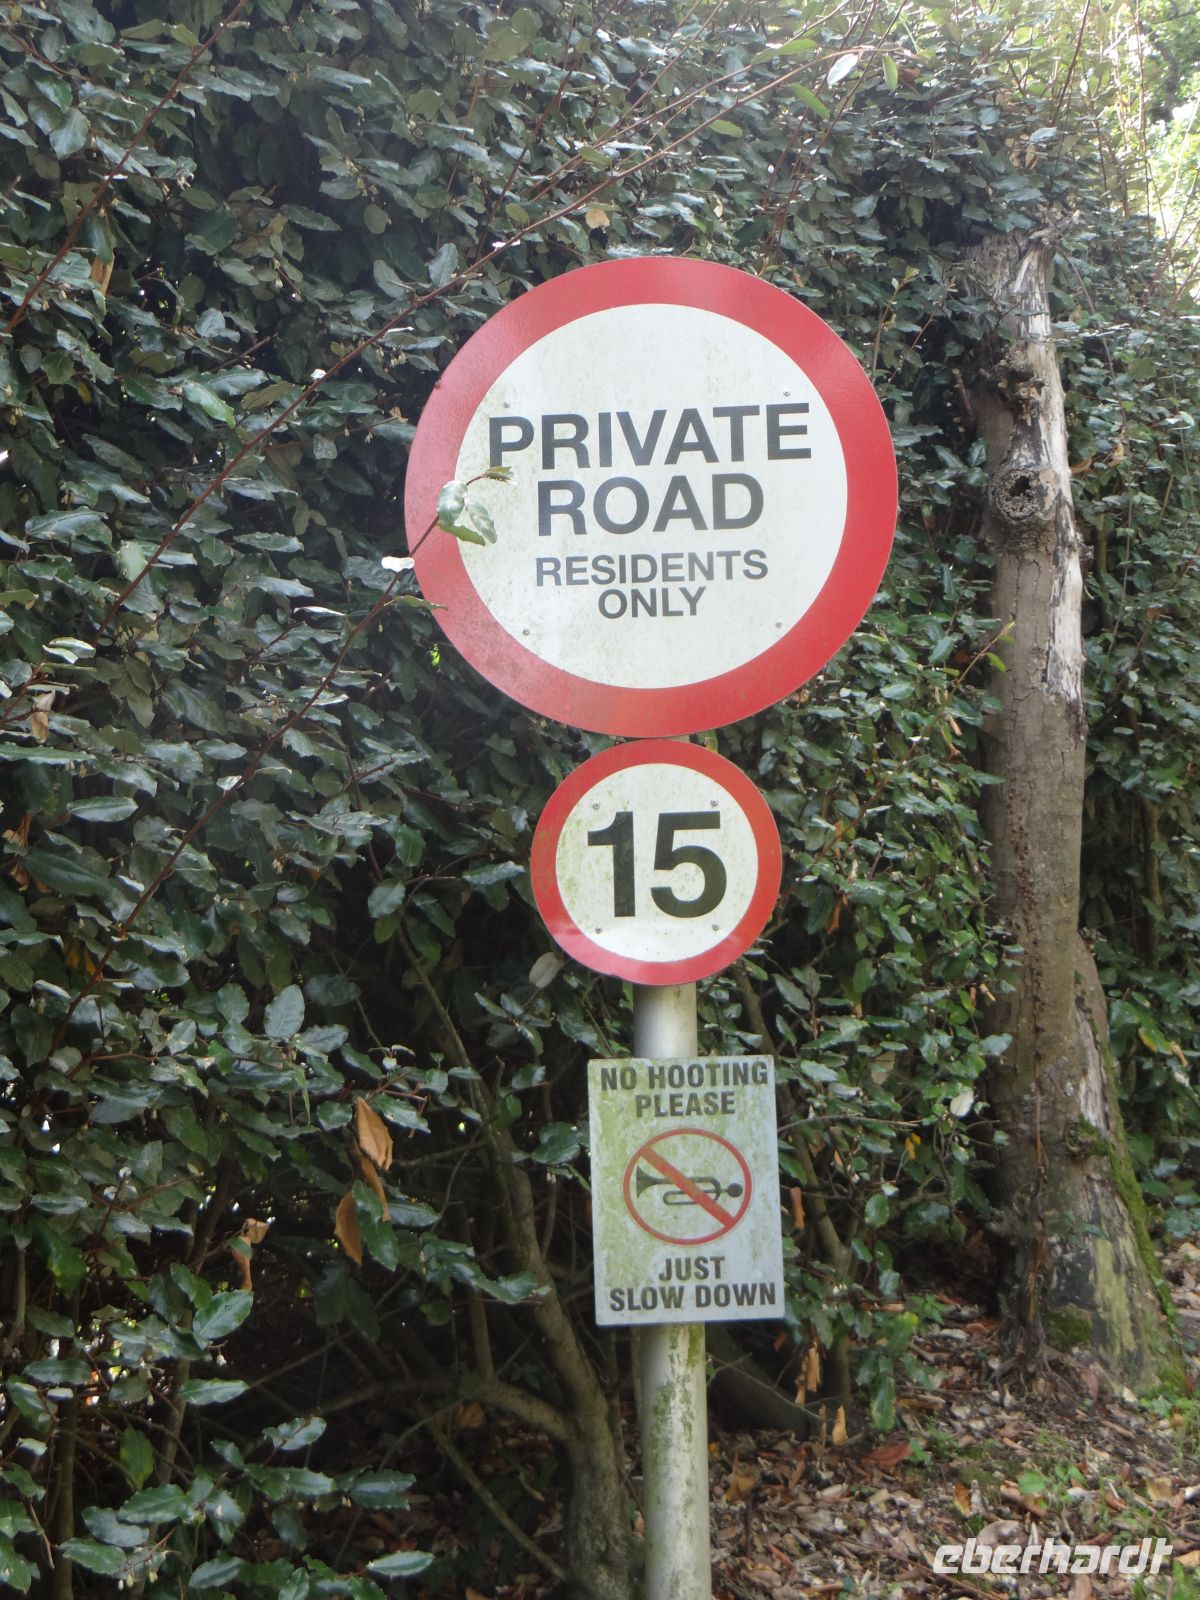 PRIVATE
ROAD
RESIDENTS
ONLY
15
NO HOOTING
PLEASE
JUST
SLOW DOWN
eberhardt